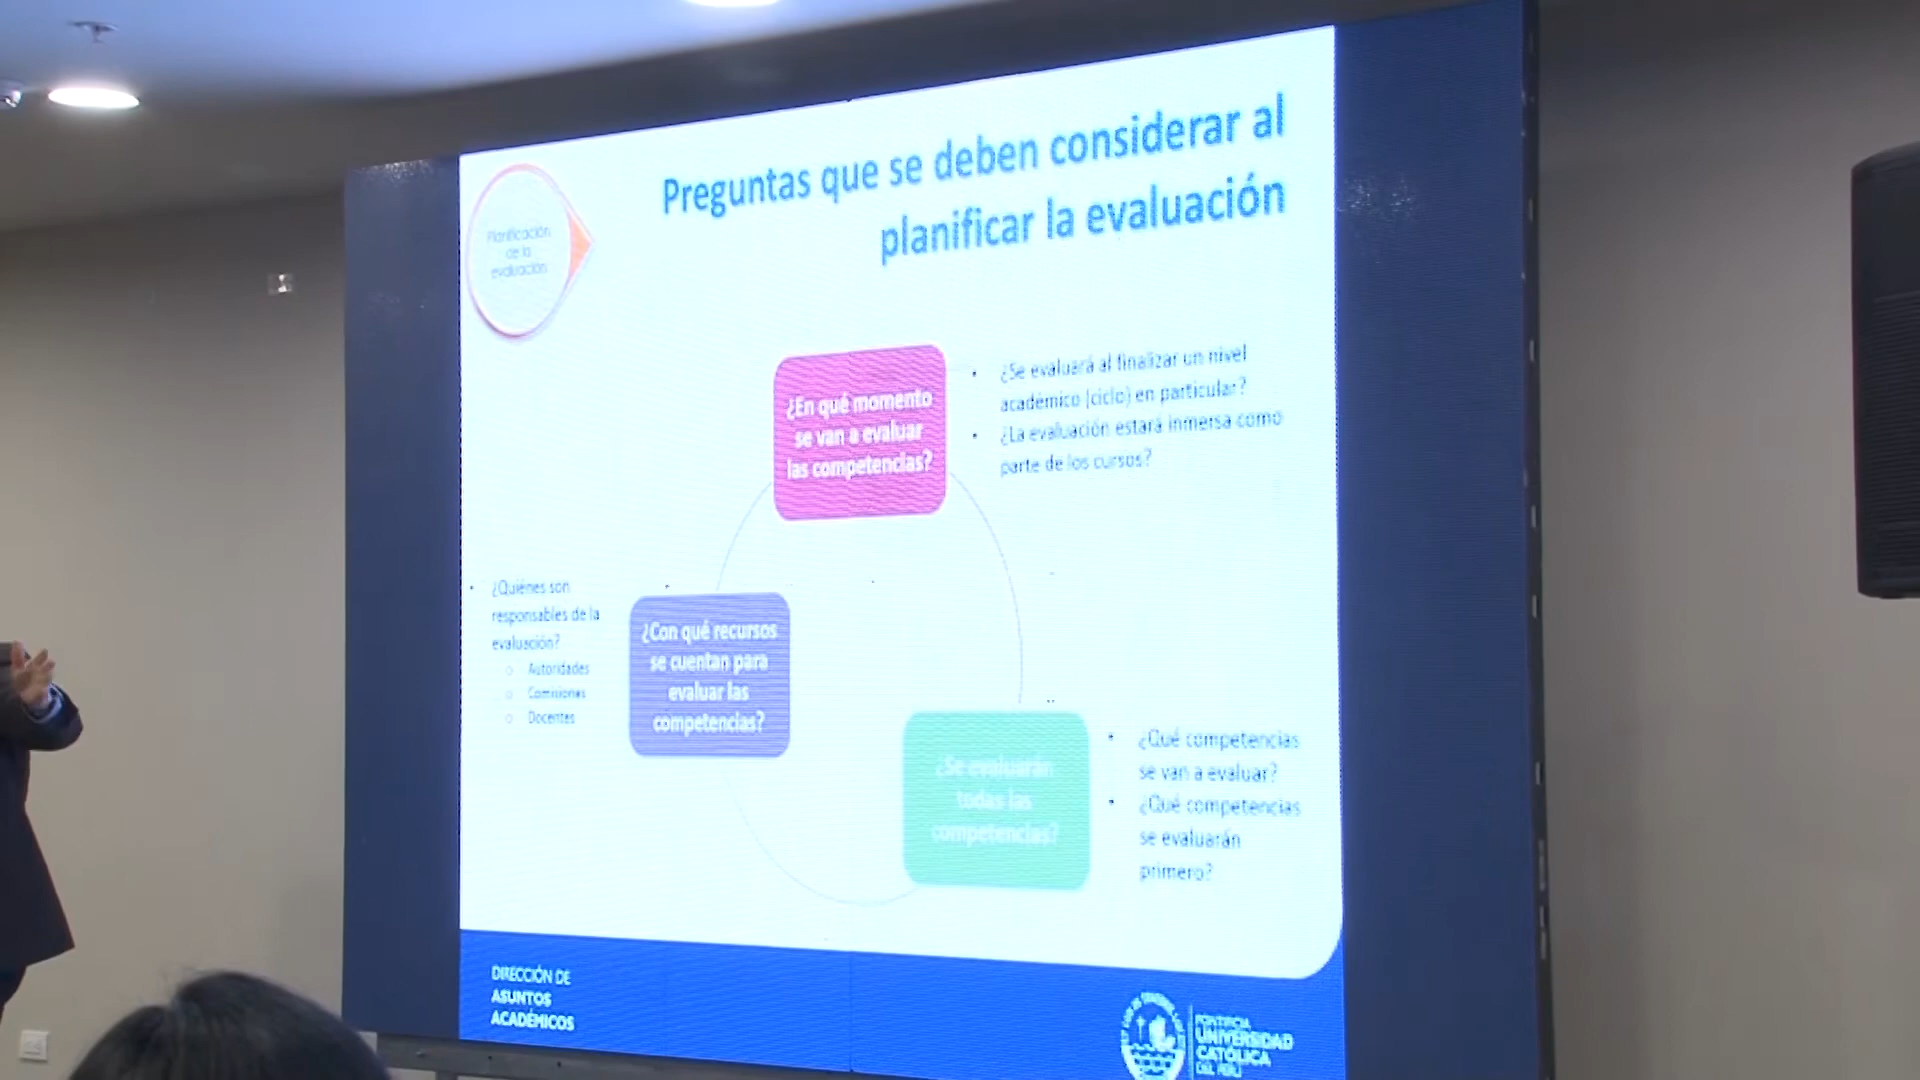 Preguntas que se deben considerar al
planificar la evaluación
Planificación
de la
evaluación
¿En qué momento
se van a evaluar
las competencias?
• ¿Se evaluará al finalizar un nivel
académico (ciclo) en particular?
• ¿La evaluación estará inmersa como
parte de los cursos?
• ¿Quiénes son
responsables de la
evaluación?
○ Autoridades
○ Comisiones
○ Docentes
¿Con qué recursos
se cuentan para
evaluar las
competencias?
¿Se evaluarán
todas las
competencias?
• ¿Qué competencias
se van a evaluar?
• ¿Qué competencias
se evaluarán
primero?
DIRECCIÓN DE
ASUNTOS
ACADÉMICOS
PONTIFICIA
UNIVERSIDAD
CATÓLICA
DEL PERÚ